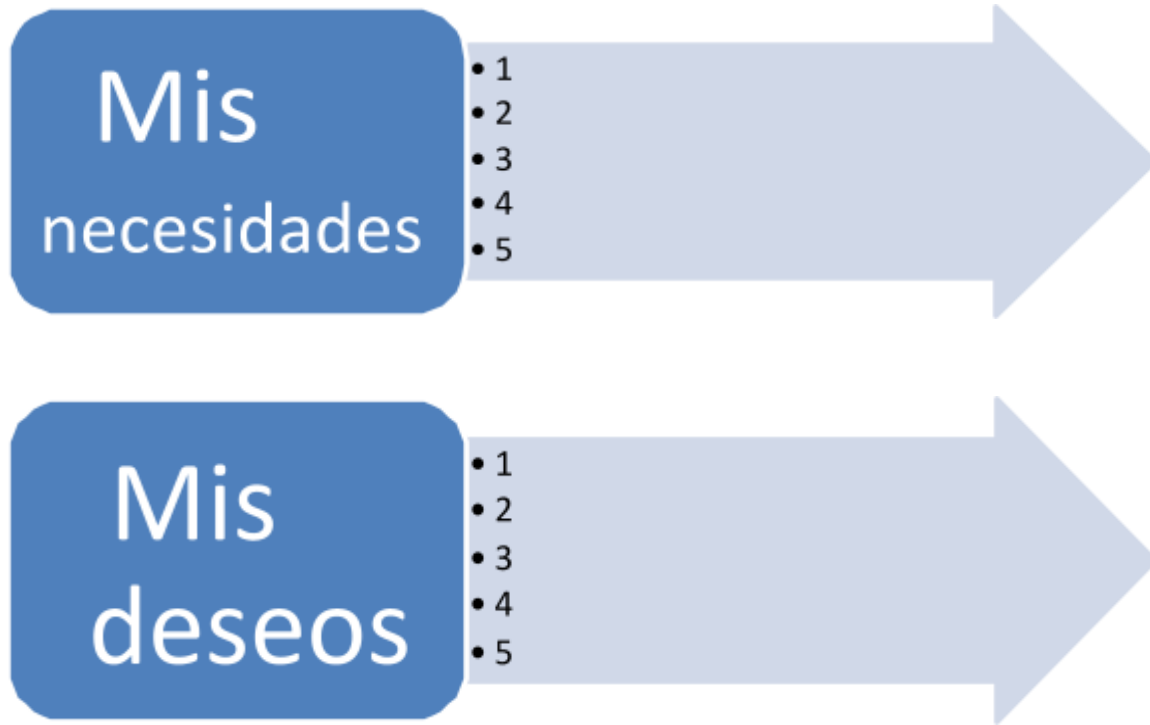 Mis
necesidades
• 1
• 2
• 3
• 4
• 5
Mis
deseos
• 1
• 2
• 3
• 4
• 5